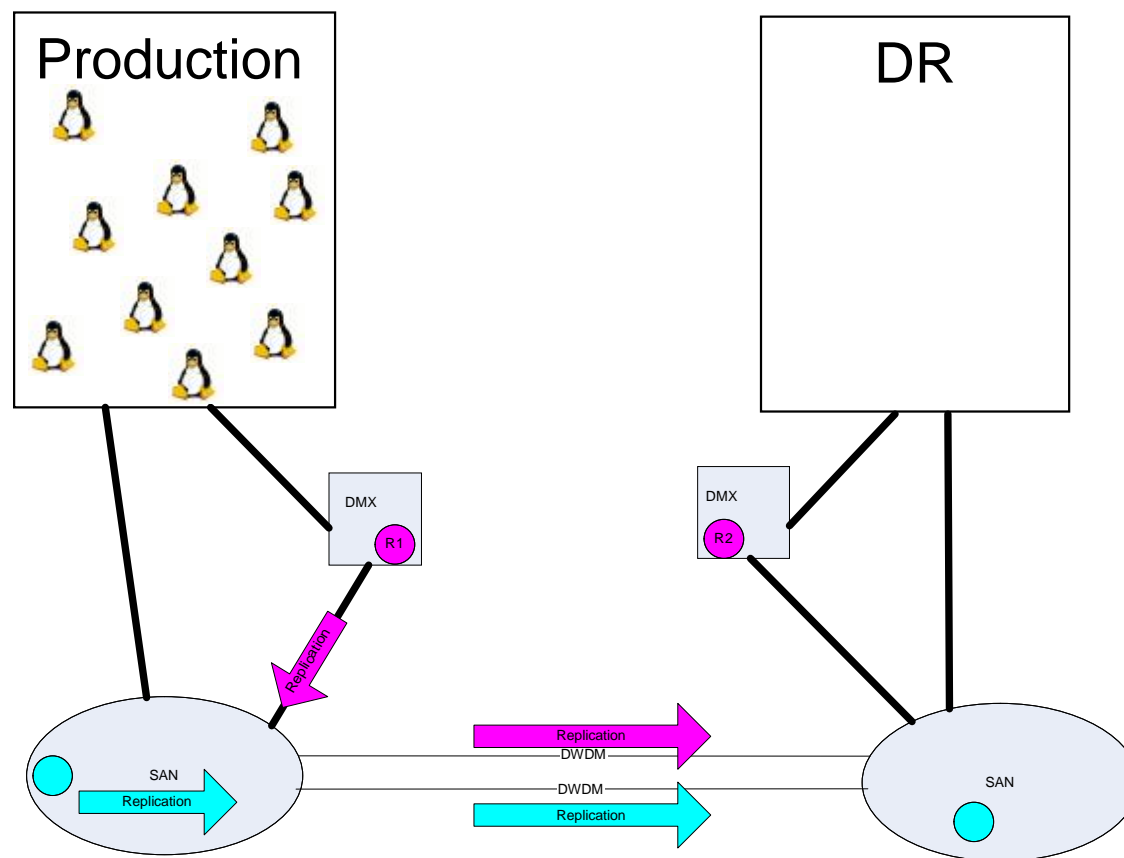 Production
DR
DMX
R1
DMX
R2
Replication
Replication
DWDM
SAN
Replication
DWDM
Replication
SAN